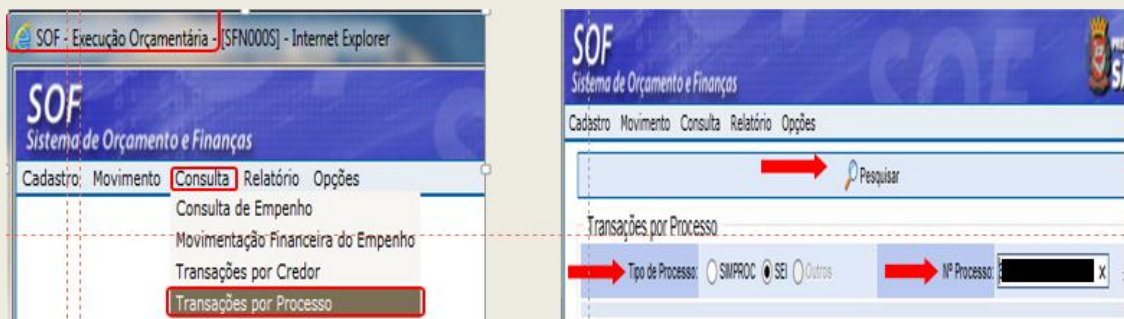 SOF - Execução Orçamentária - [SFN000S] - Internet Explorer
SOF
Sistema de Orçamento e Finanças
Cadastro Movimento Consulta Relatório Opções
Consulta de Empenho
Movimentação Financeira do Empenho
Transações por Credor
Transações por Processo
SOF
Sistema de Orçamento e Finanças
Cadastro Movimento Consulta Relatório Opções
Pesquisar
Transações por Processo
Tipo de Processo: SIMPROC SEI Outros Nº Processo: x